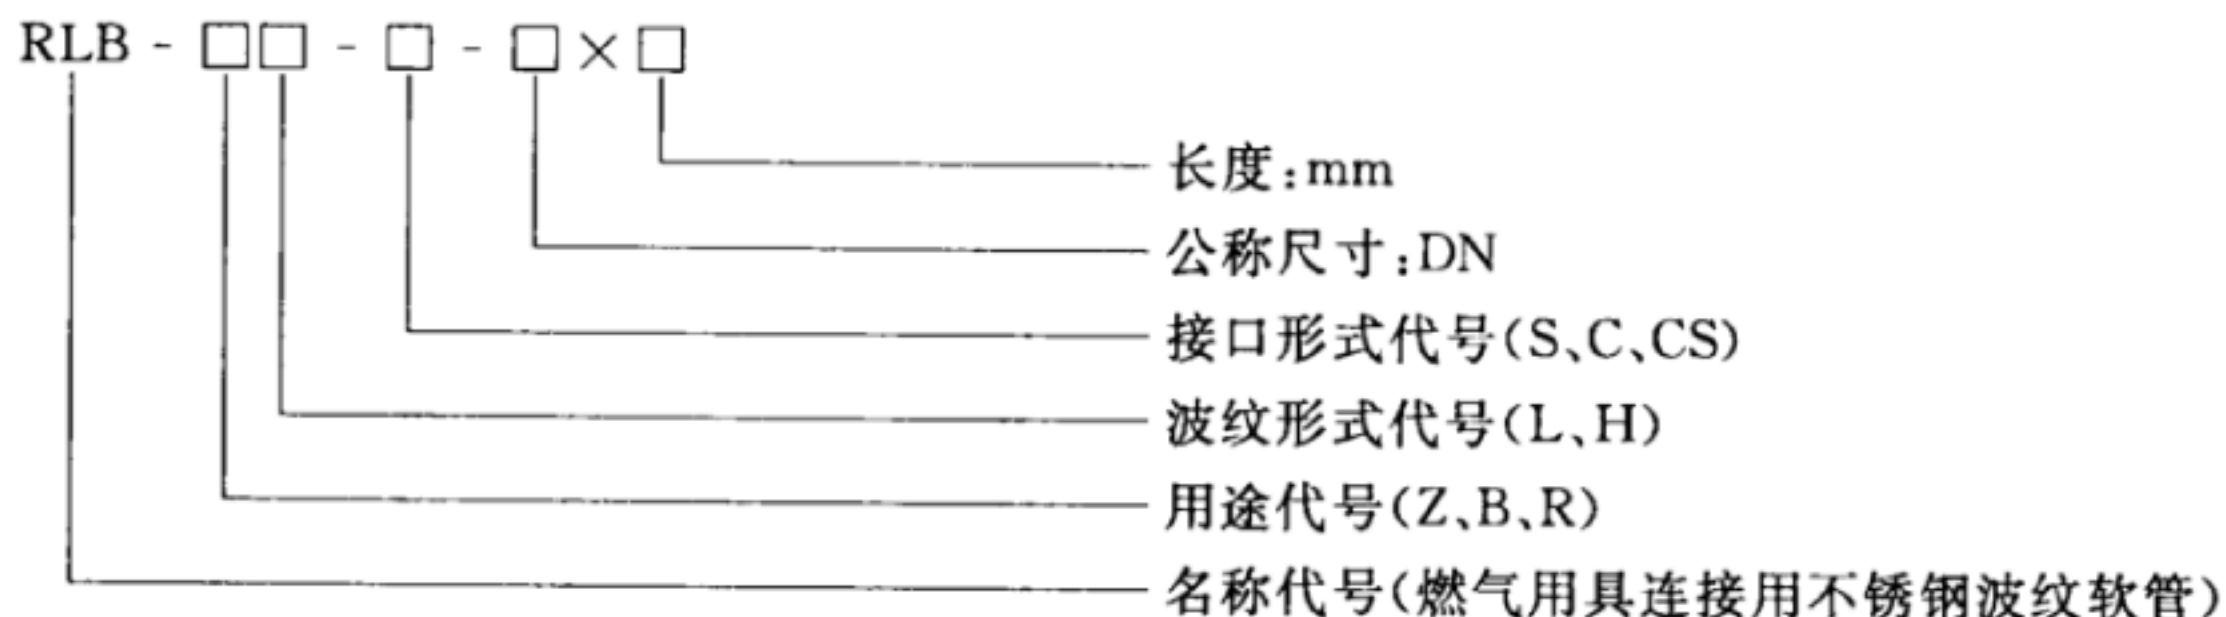 RLB - □□ - □ - □×□
长度:mm
公称尺寸:DN
接口形式代号(S、C、CS)
波纹形式代号(L、H)
用途代号(Z、B、R)
名称代号(燃气用具连接用不锈钢波纹软管)